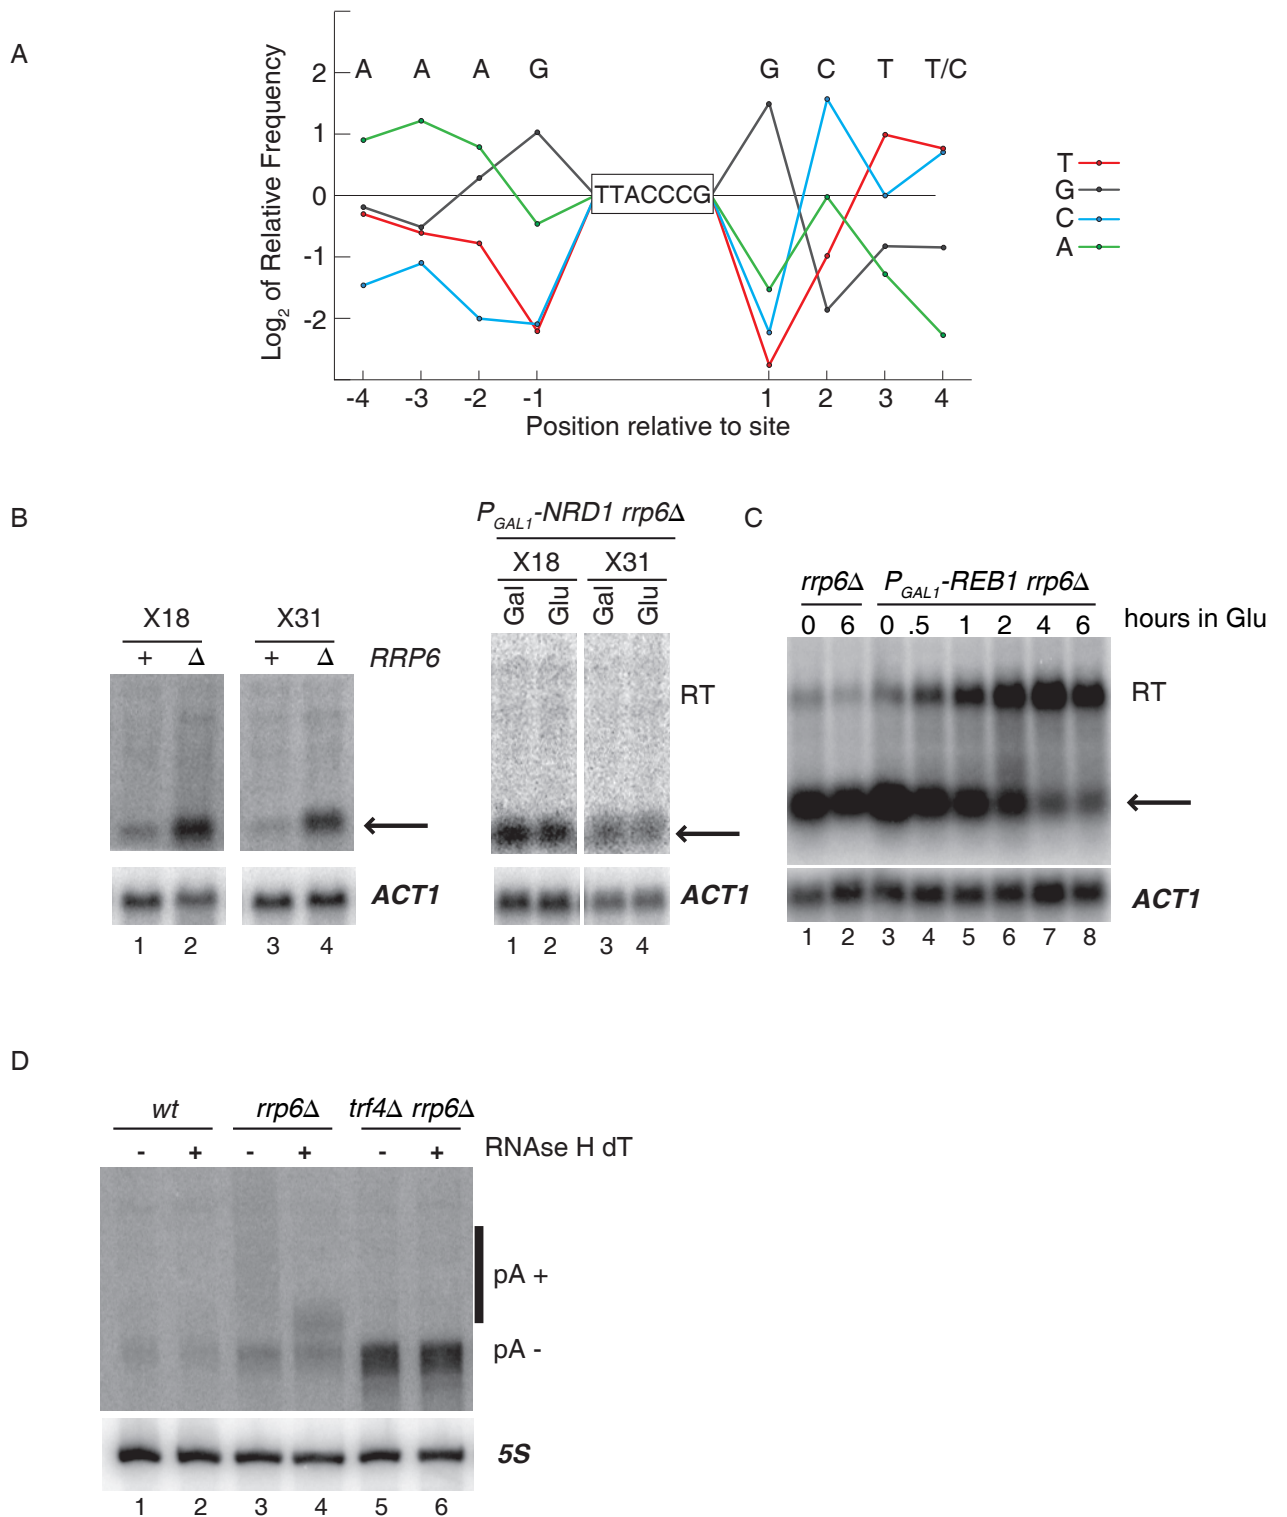 A
Log2 of Relative Frequency
2
1
0
-1
-2
A A A G G C T T/C
TTACCCG
-4 -3 -2 -1 1 2 3 4
Position relative to site
T
G
C
A
B
X18 X31
+ Δ + Δ RRP6
ACT1
1 2 3 4
PGAL1-NRD1 rrp6Δ
X18 X31
Gal Glu Gal Glu
RT
ACT1
1 2 3 4
C
rrp6Δ PGAL1-REB1 rrp6Δ
0 6 0 .5 1 2 4 6 hours in Glu
RT
ACT1
1 2 3 4 5 6 7 8
D
wt rrp6Δ trf4Δ rrp6Δ
- + - + - + RNAse H dT
pA +
pA -
5S
1 2 3 4 5 6